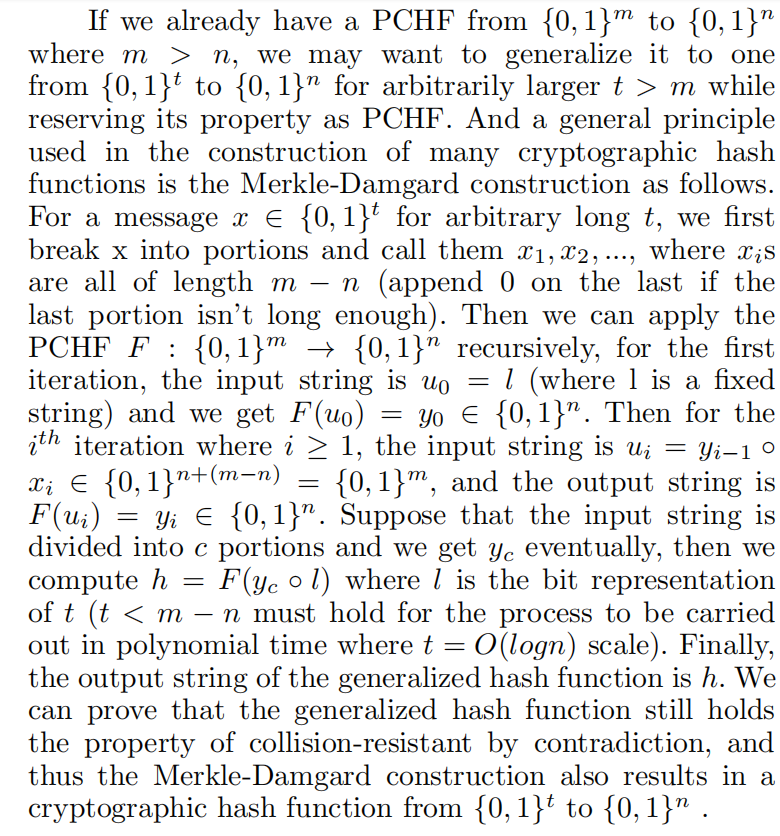 If we already have a PCHF from {0, 1}^m to {0, 1}^n
where m > n, we may want to generalize it to one
from {0, 1}^t to {0, 1}^n for arbitrarily larger t > m while
reserving its property as PCHF. And a general principle
used in the construction of many cryptographic hash
functions is the Merkle-Damgard construction as follows.
For a message x ∈ {0, 1}^t for arbitrary long t, we first
break x into portions and call them x_1, x_2, ..., where x_is
are all of length m − n (append 0 on the last if the
last portion isn't long enough). Then we can apply the
PCHF F : {0, 1}^m → {0, 1}^n recursively, for the first
iteration, the input string is u_0 = l (where l is a fixed
string) and we get F(u_0) = y_0 ∈ {0, 1}^n. Then for the
i^th iteration where i ≥ 1, the input string is u_i = y_{i−1} ∘
x_i ∈ {0, 1}^{n+(m−n)} = {0, 1}^m, and the output string is
F(u_i) = y_i ∈ {0, 1}^n. Suppose that the input string is
divided into c portions and we get y_c eventually, then we
compute h = F(y_c ∘ l) where l is the bit representation
of t (t < m − n must hold for the process to be carried
out in polynomial time where t = O(logn) scale). Finally,
the output string of the generalized hash function is h. We
can prove that the generalized hash function still holds
the property of collision-resistant by contradiction, and
thus the Merkle-Damgard construction also results in a
cryptographic hash function from {0, 1}^t to {0, 1}^n .